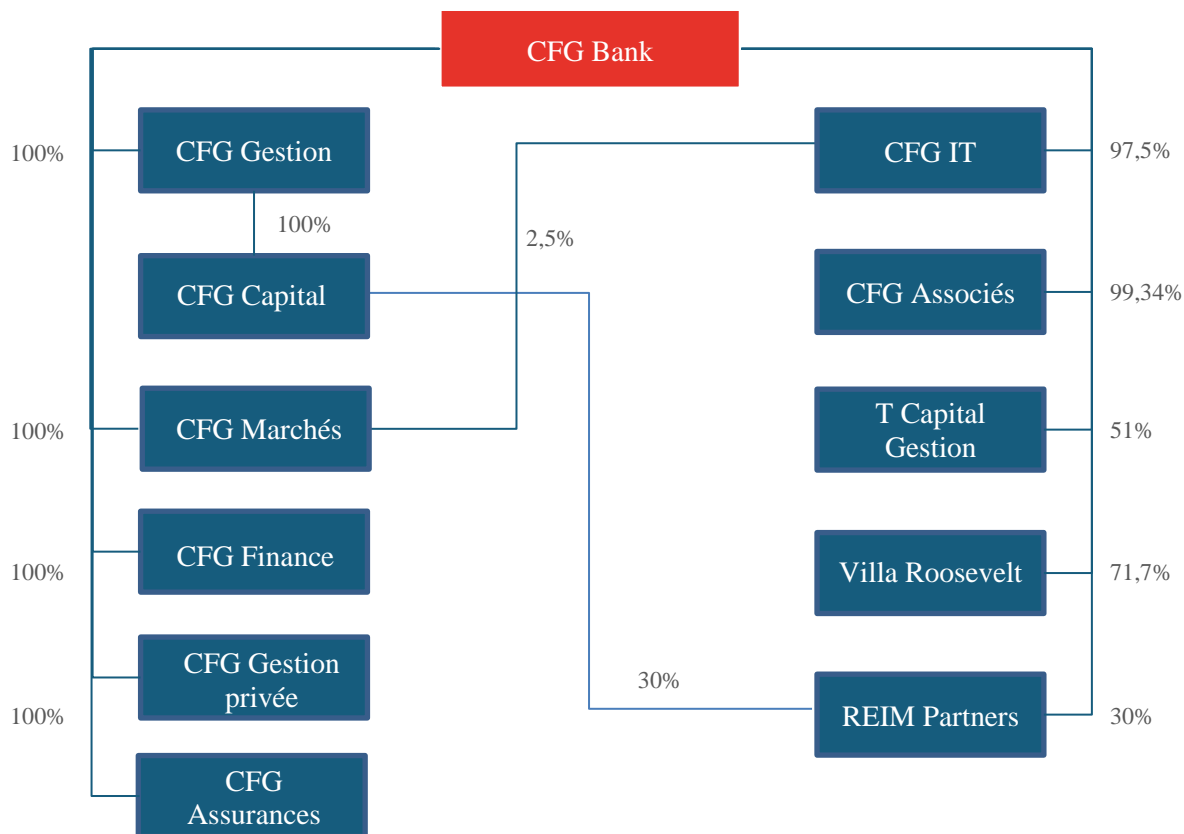 CFG Bank
CFG Gestion
CFG IT
100%
97,5%
100%
2,5%
CFG Capital
CFG Associés
99,34%
CFG Marchés
T Capital
Gestion
100%
51%
CFG Finance
Villa Roosevelt
100%
71,7%
CFG Gestion
privée
30%
REIM Partners
100%
30%
CFG
Assurances